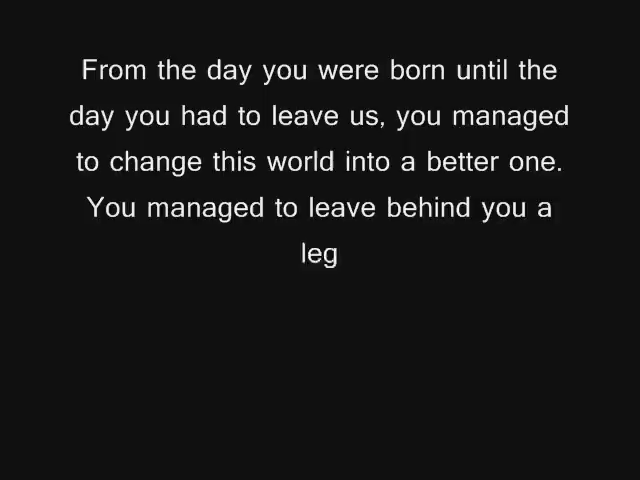 From the day you were born until the
day you had to leave us, you managed
to change this world into a better one.
You managed to leave behind you a
leg